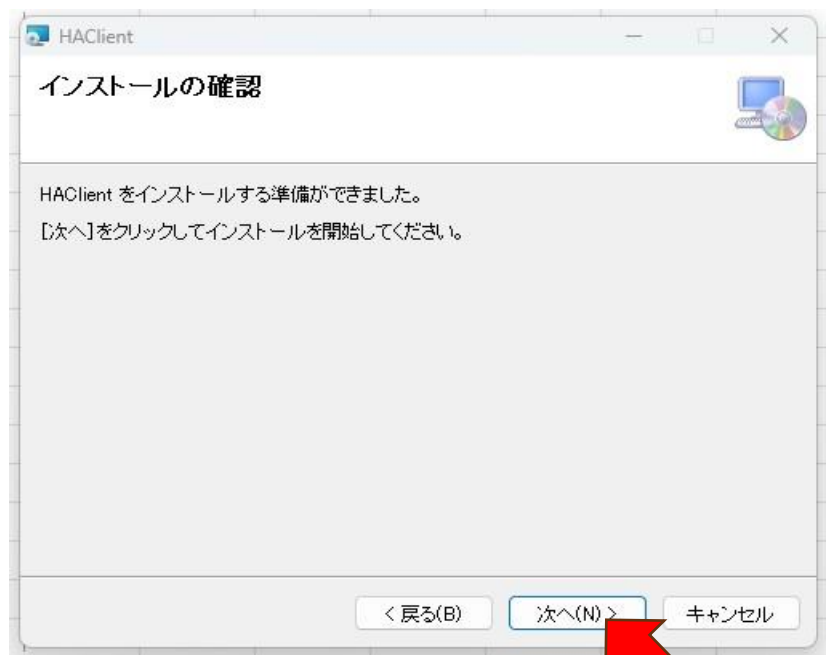 HAClient
インストールの確認
HAClient をインストールする準備ができました。
[次へ]をクリックしてインストールを開始してください。
< 戻る(B)
次へ(N) >
キャンセル